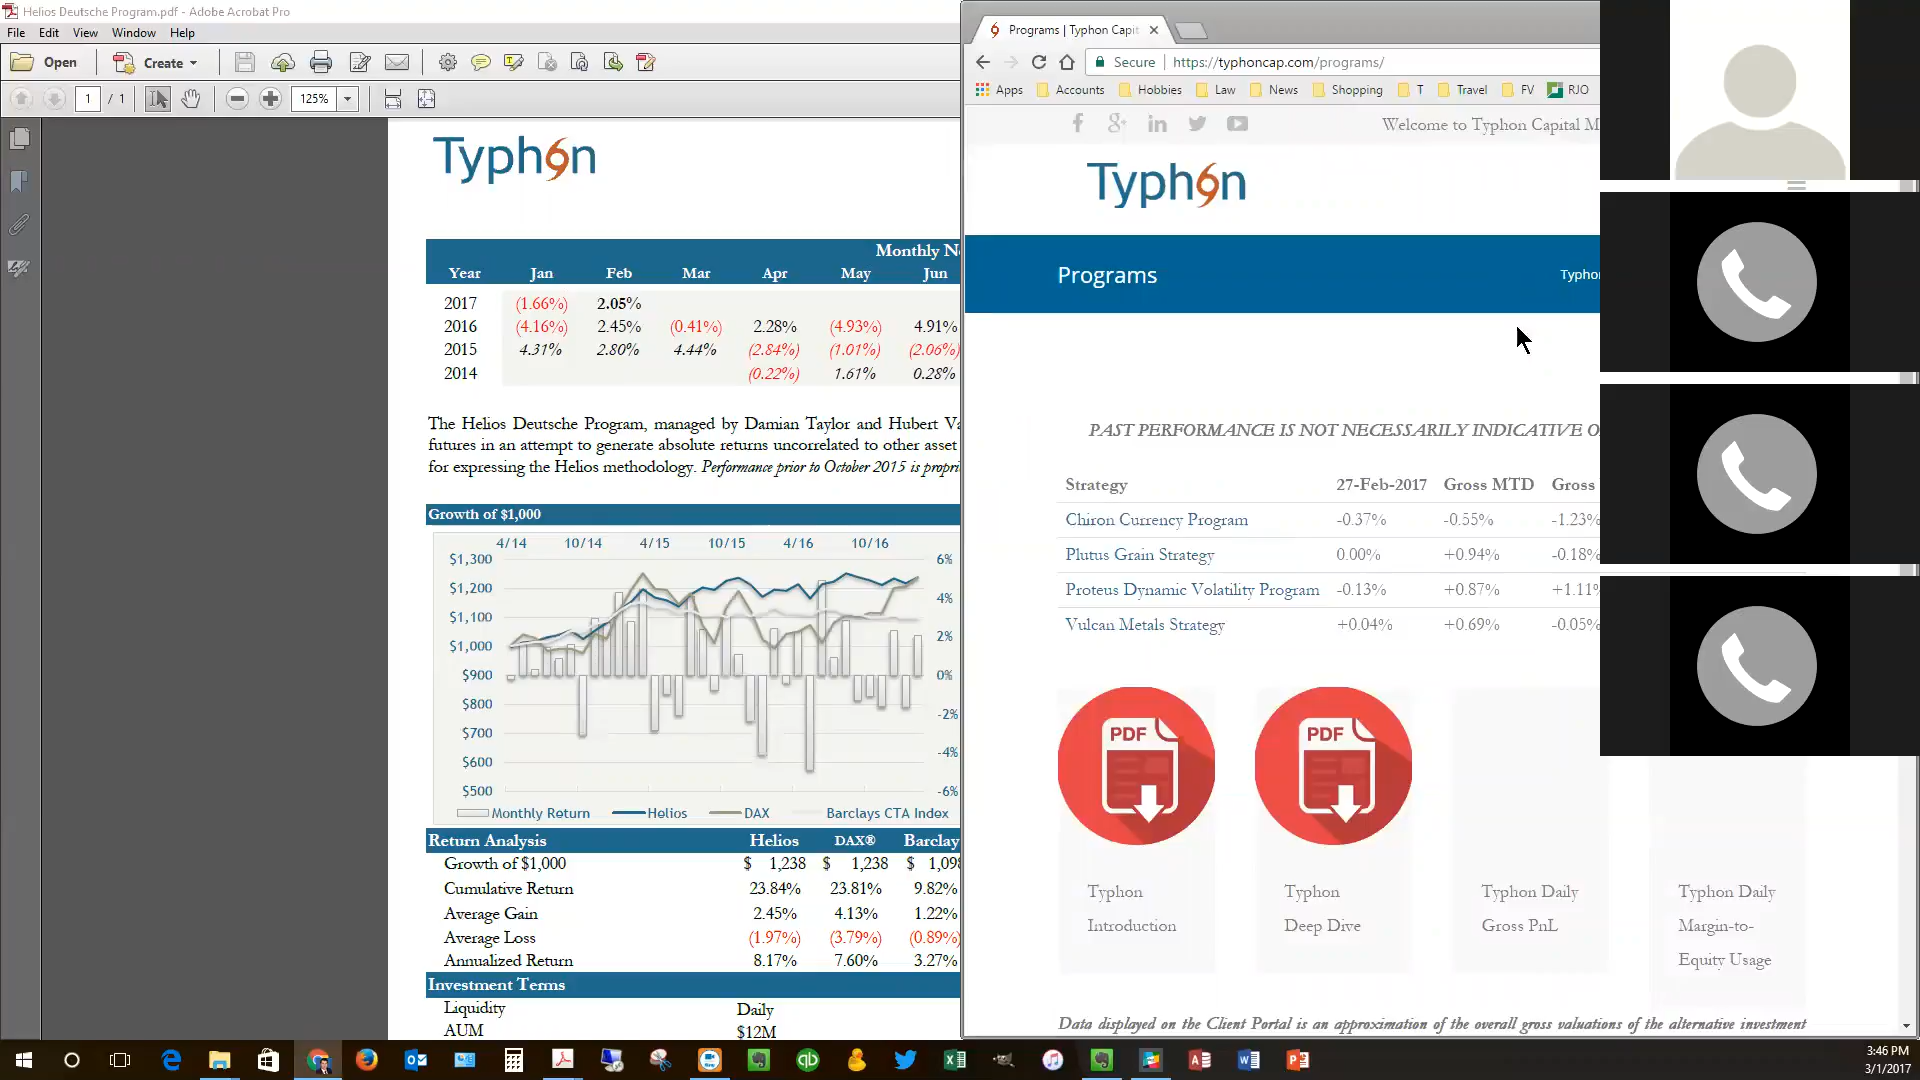 Helios Deutsche Program.pdf - Adobe Acrobat Pro
File Edit View Window Help
Open Create
1 / 1 125%
Typhon
Monthly N
Year Jan Feb Mar Apr May Jun
2017 (1.66%) 2.05%
2016 (4.16%) 2.45% (0.41%) 2.28% (4.93%) 4.91%
2015 4.31% 2.80% 4.44% (2.84%) (1.01%) (2.06%)
2014 (0.22%) 1.61% 0.28%
The Helios Deutsche Program, managed by Damian Taylor and Hubert Va
futures in an attempt to generate absolute returns uncorrelated to other asset
for expressing the Helios methodology. Performance prior to October 2015 is propri
Growth of $1,000
4/14 10/14 4/15 10/15 4/16 10/16
$1,300 6%
$1,200
$1,100 4%
$1,000 2%
$900 0%
$800 -2%
$700
$600 -4%
$500 -6%
Monthly Return Helios DAX Barclays CTA Index
Return Analysis Helios DAX® Barclay
Growth of $1,000 $ 1,238 $ 1,238 $ 1,098
Cumulative Return 23.84% 23.81% 9.82%
Average Gain 2.45% 4.13% 1.22%
Average Loss (1.97%) (3.79%) (0.89%)
Annualized Return 8.17% 7.60% 3.27%
Investment Terms
Liquidity Daily
AUM $12M
Programs | Typhon Capit
Secure https://typhoncap.com/programs/
Apps Accounts Hobbies Law News Shopping T Travel FV RJO
Welcome to Typhon Capital M
Typhon
Programs Typhon
PAST PERFORMANCE IS NOT NECESSARILY INDICATIVE O
Strategy 27-Feb-2017 Gross MTD Gross
Chiron Currency Program -0.37% -0.55% -1.23%
Plutus Grain Strategy 0.00% +0.94% -0.18%
Proteus Dynamic Volatility Program -0.13% +0.87% +1.11%
Vulcan Metals Strategy +0.04% +0.69% -0.05%
PDF PDF
Typhon Introduction
Typhon Deep Dive
Typhon Daily Gross PnL
Typhon Daily Margin-to-Equity Usage
Data displayed on the Client Portal is an approximation of the overall gross valuations of the alternative investment
3:46 PM
3/1/2017